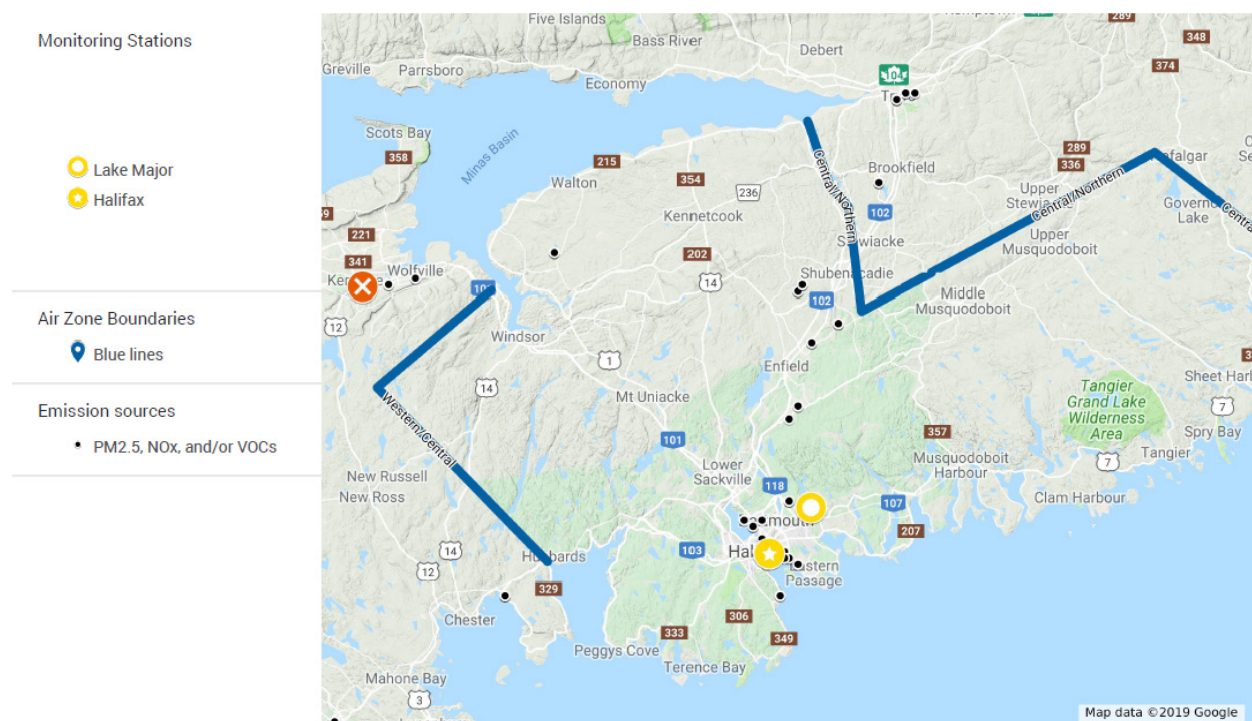 Monitoring Stations
Lake Major
Halifax
Air Zone Boundaries
Blue lines
Emission sources
PM2.5, NOx, and/or VOCs
Five Islands
289
Bass River
Debert
348
Greville
Parrsboro
Economy
104
374
Scots Bay
Minas Basin
358
215
Walton
354
236
Brookfield
289
336
Central/Northern
Kennetcook
102
Upper
Stewiacke
Central/Northern
Governor
Lake
Central
221
341
Wolfville
202
14
Shubenacadie
102
Upper
Musquodoboit
Middle
Musquodoboit
12
Windsor
1
Enfield
14
Mt Uniacke
Western/Central
Tangier
Grand Lake
Wilderness
Area
Sheet Har
7
Spry Bay
101
357
Musquodoboit
Harbour
Tangier
7
New Russell
New Ross
Lower
Sackville
118
107
Clam Harbour
207
14
12
Hubbards
103
Eastern
Passage
329
Chester
306
333
349
Peggys Cove
Terence Bay
Mahone Bay
3
Map data ©2019 Google